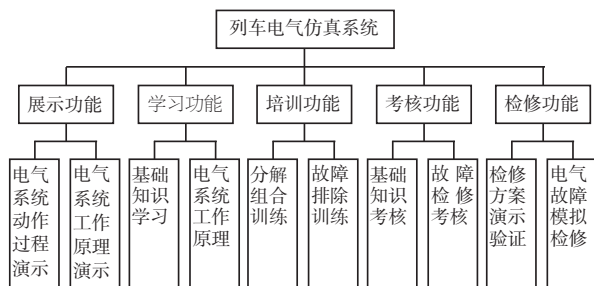 列车电气仿真系统
展示功能
学习功能
培训功能
考核功能
检修功能
电气
系统
动作
过程
演示
电气
系统
工作
原理
演示
基础
知识
学习
电气
系统
工作
原理
分解
组合
训练
故障
排除
训练
基础
知识
考核
故障
检修
考核
检修
方案
演示
验证
电气
故障
模拟
检修